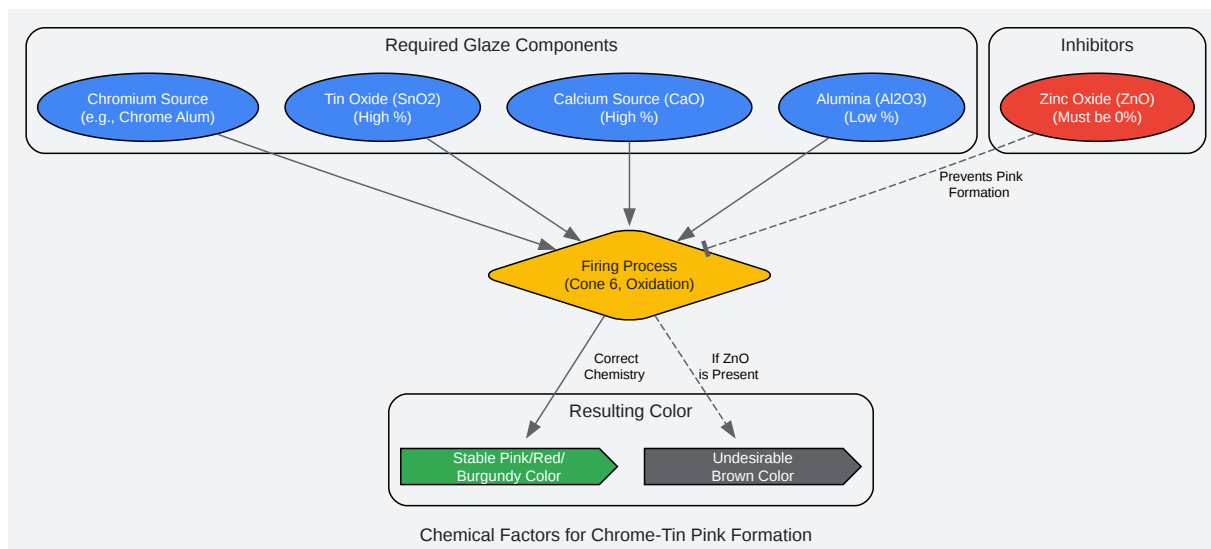 Required Glaze Components
Inhibitors
Chromium Source
(e.g., Chrome Alum)
Tin Oxide (SnO2)
(High %)
Calcium Source (CaO)
(High %)
Alumina (Al2O3)
(Low %)
Zinc Oxide (ZnO)
(Must be 0%)
Prevents Pink
Formation
Firing Process
(Cone 6, Oxidation)
Correct
Chemistry
If ZnO
is Present
Resulting Color
Stable Pink/Red/
Burgundy Color
Undesirable
Brown Color
Chemical Factors for Chrome-Tin Pink Formation